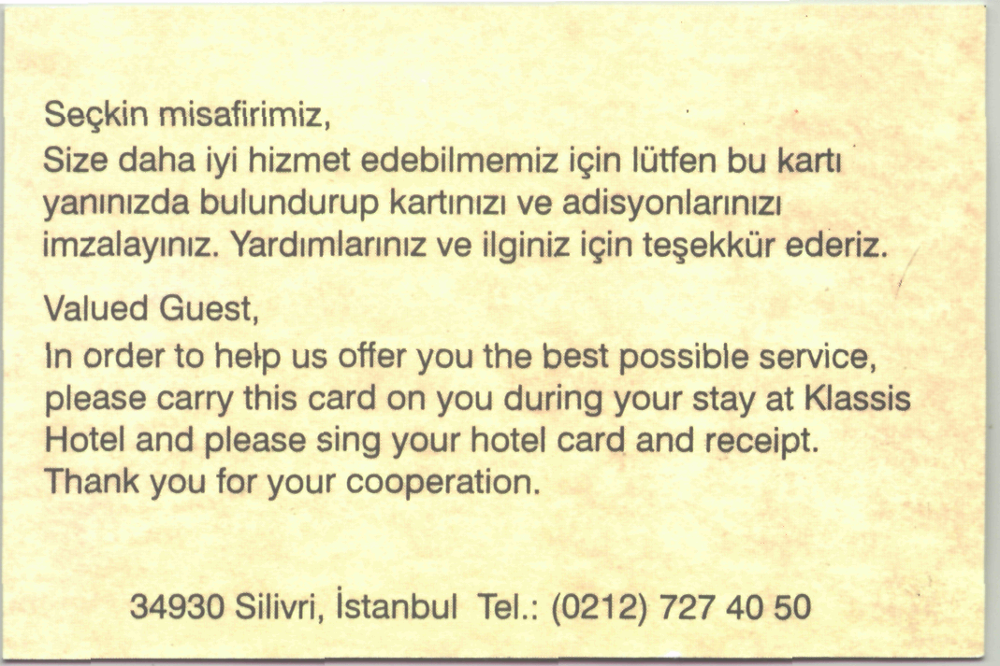 Seçkin misafirimiz,
Size daha iyi hizmet edebilmemiz için lütfen bu kartı
yanınızda bulundurup kartınızı ve adisyonlarınızı
imzalayınız. Yardımlarınız ve ilginiz için teşekkür ederiz.
Valued Guest,
In order to help us offer you the best possible service,
please carry this card on you during your stay at Klassis
Hotel and please sing your hotel card and receipt.
Thank you for your cooperation.
34930 Silivri, İstanbul Tel.: (0212) 727 40 50